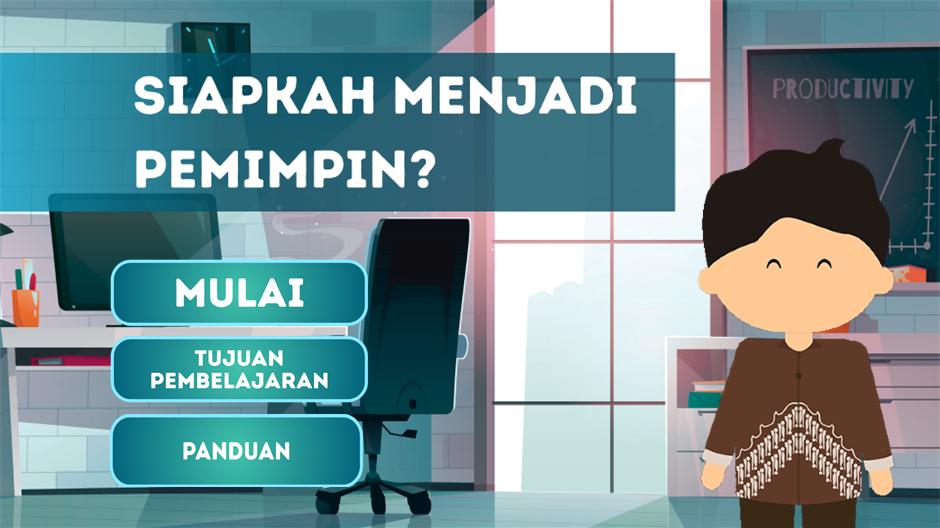 SIAPKAH MENJADI
PEMIMPIN?
PRODUCTIVITY
MULAI
TUJUAN
PEMBELAJARAN
PANDUAN